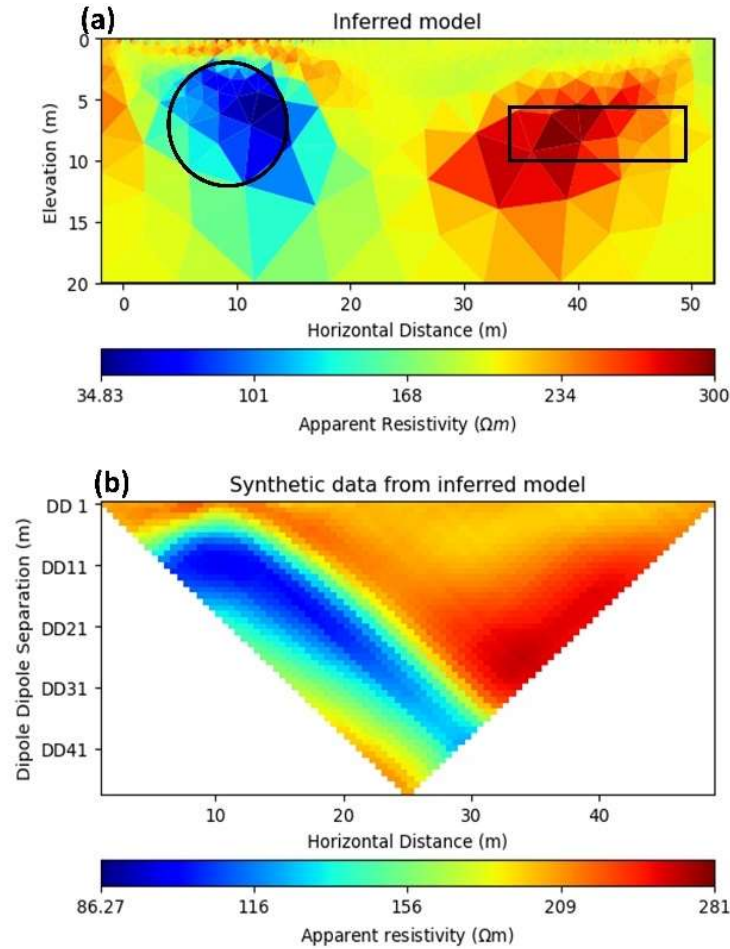 (a)
Inferred model
0
5
10
15
20
Elevation (m)
0 10 20 30 40 50
Horizontal Distance (m)
34.83 101 168 234 300
Apparent Resistivity (Ωm)
(b)
Synthetic data from inferred model
DD 1
DD11
DD21
DD31
DD41
Dipole Dipole Separation (m)
10 20 30 40
Horizontal Distance (m)
86.27 116 156 209 281
Apparent resistivity (Ωm)